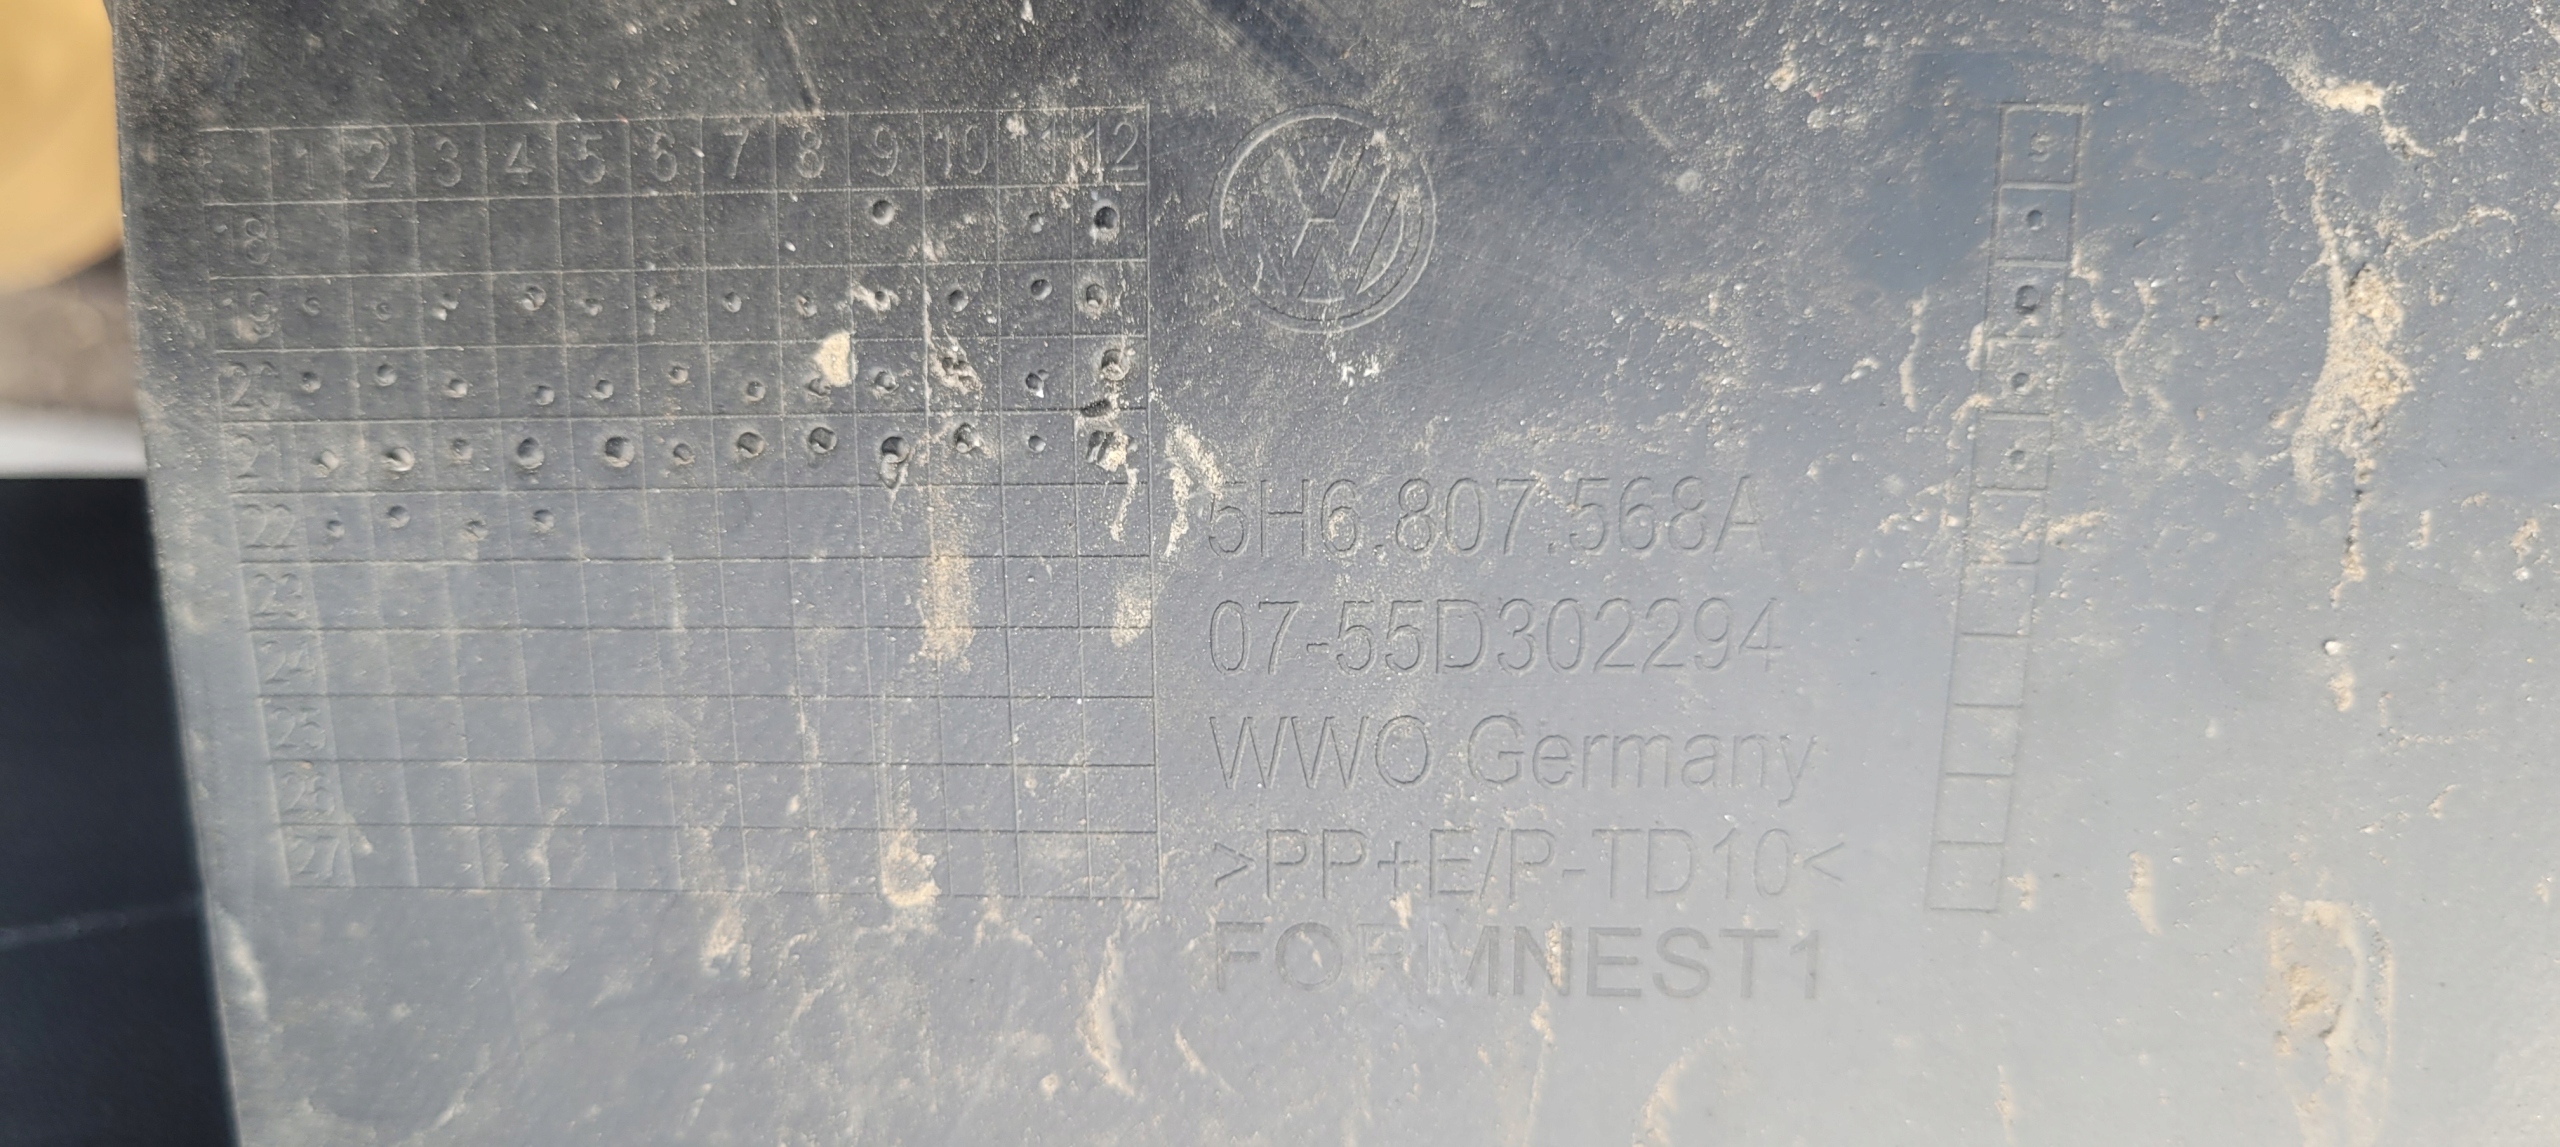 1 2 3 4 5 6 7 8 9 10 11 12
18
19
20
21
22
23
24
25
26
27
5H6.807.568A
07-55D302294
WWO Germany
>PP+E/P-TD10<
FORMNEST1